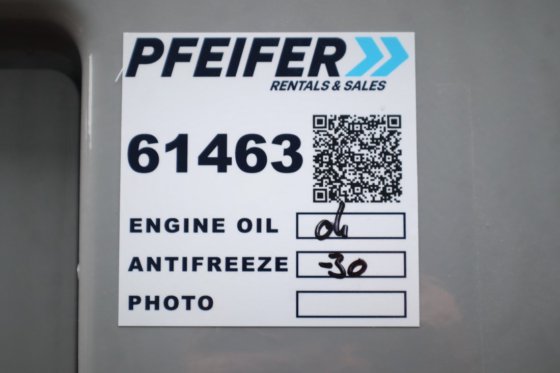 PFEIFER
RENTALS & SALES
61463
ENGINE OIL ok
ANTIFREEZE -30
PHOTO